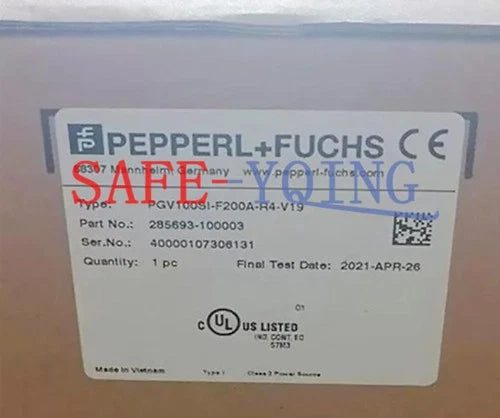 PEPPERL+FUCHS CE
68307 Mannheim, Germany www.pepperl-fuchs.com
SAFE-YQING
Type: PGV100SI-F200A-R4-V19
Part No.: 285693-100003
Ser.No.: 40000107306131
Quantity: 1 pc Final Test Date: 2021-APR-26
01
C UL US LISTED
IND. CONT. EQ
57M3
Made in Vietnam Type 1 Class 2 Power Source